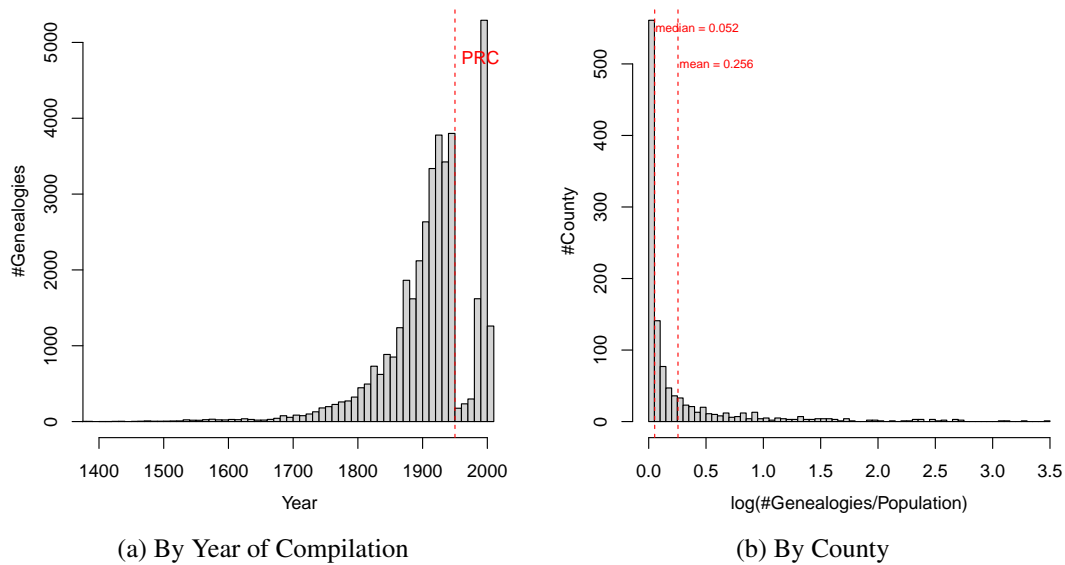 #Genealogies
5000
4000
3000
2000
1000
0
PRC
1400 1500 1600 1700 1800 1900 2000
Year
(a) By Year of Compilation
#County
500
400
300
200
100
0
median = 0.052
mean = 0.256
0.0 0.5 1.0 1.5 2.0 2.5 3.0 3.5
log(#Genealogies/Population)
(b) By County